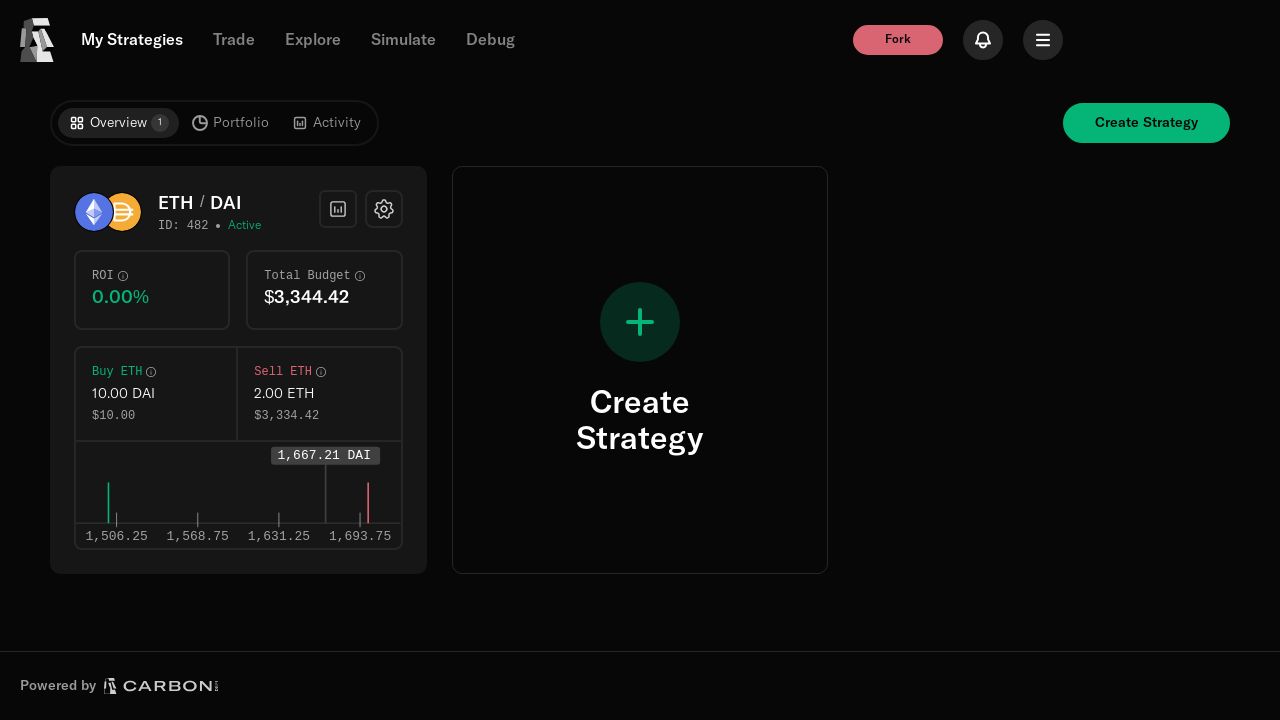 My Strategies
Trade
Explore
Simulate
Debug
Fork
Overview 1
Portfolio
Activity
Create Strategy
ETH / DAI
ID: 482 • Active
ROI
0.00%
Total Budget
$3,344.42
Buy ETH
10.00 DAI
$10.00
Sell ETH
2.00 ETH
$3,334.42
1,667.21 DAI
1,506.25
1,568.75
1,631.25
1,693.75
Create
Strategy
Powered by CARBON